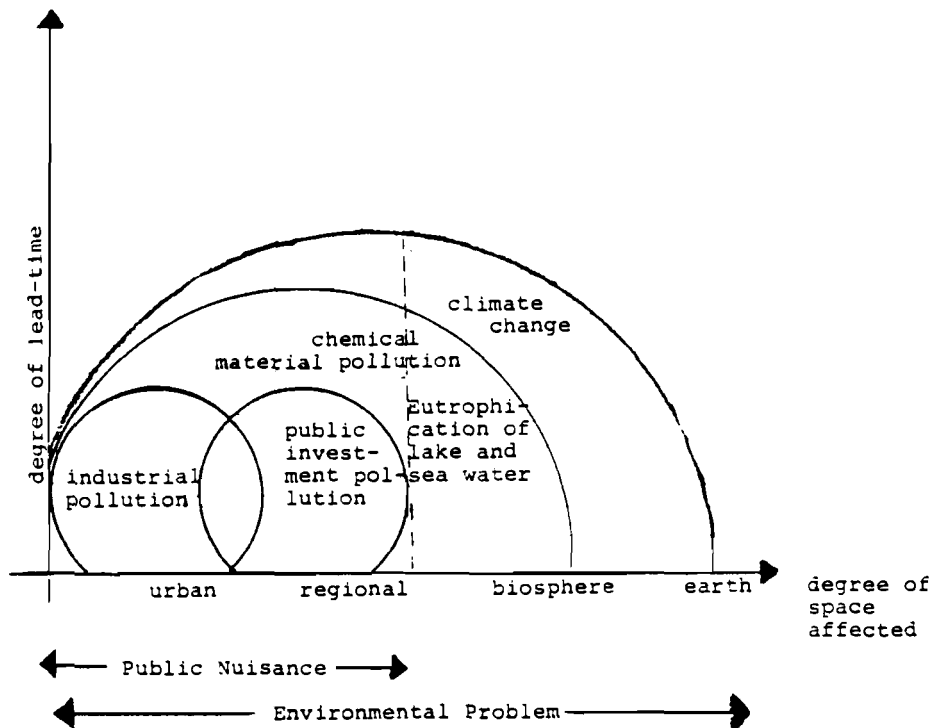 degree of lead-time
climate
change
chemical
material pollution
Eutrophi-
cation of
lake and
sea water
public
invest-
ment pol-
lution
industrial
pollution
urban regional biosphere earth
degree of
space
affected
Public Nuisance
Environmental Problem